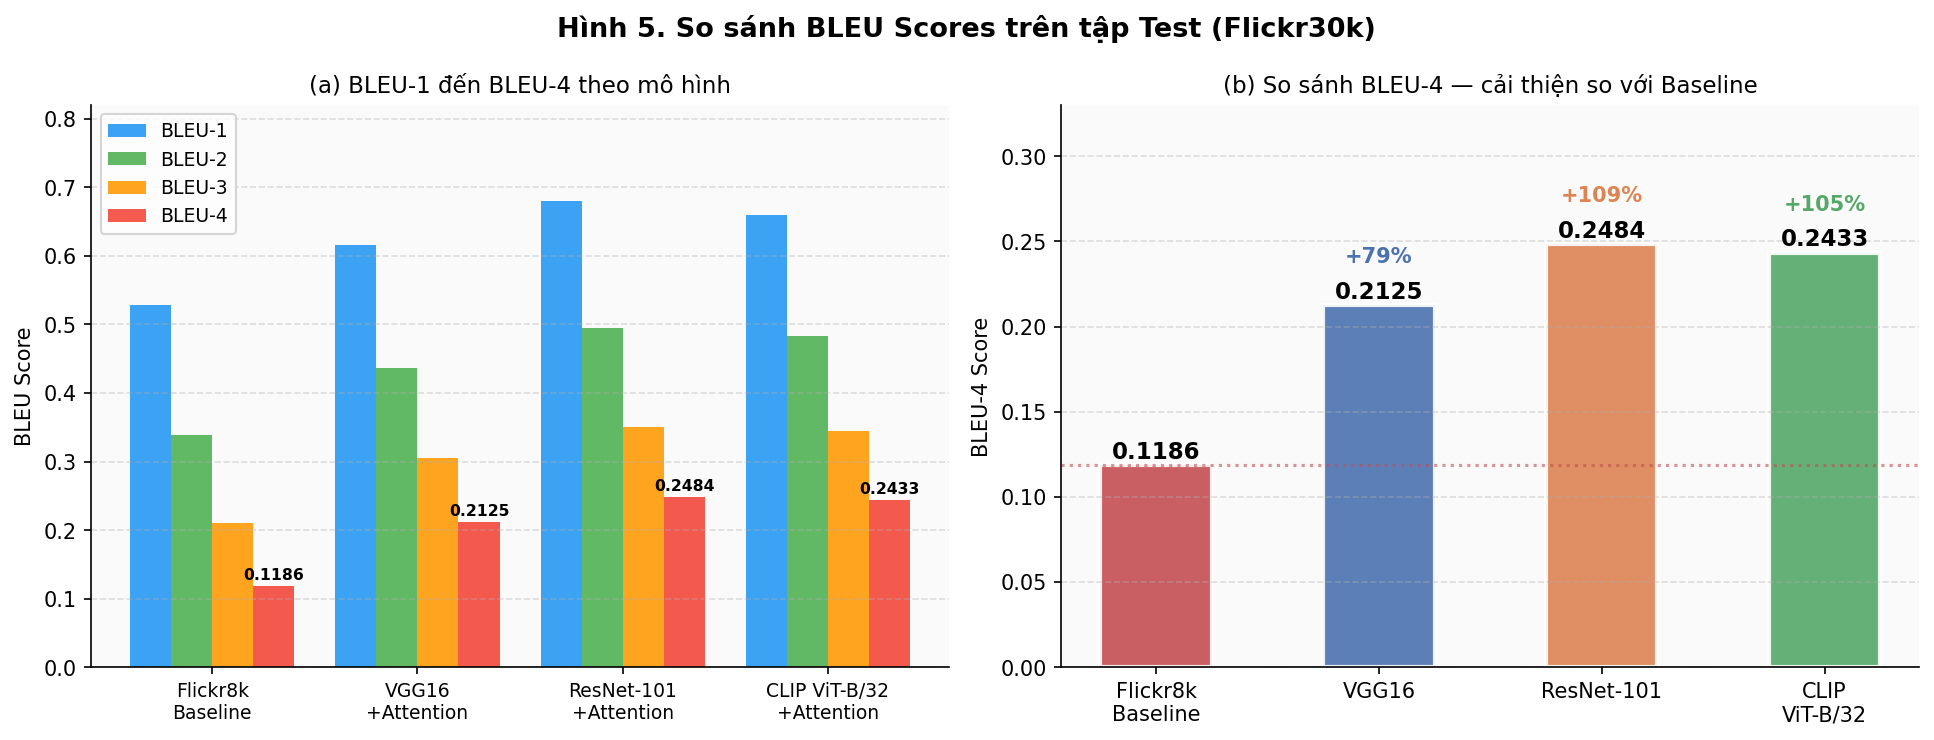 Hình 5. So sánh BLEU Scores trên tập Test (Flickr30k)
(a) BLEU-1 đến BLEU-4 theo mô hình
BLEU Score
0.8
0.7
0.6
0.5
0.4
0.3
0.2
0.1
0.0
BLEU-1
BLEU-2
BLEU-3
BLEU-4
0.1186
0.2125
0.2484
0.2433
Flickr8k
Baseline
VGG16
+Attention
ResNet-101
+Attention
CLIP ViT-B/32
+Attention
(b) So sánh BLEU-4 — cải thiện so với Baseline
BLEU-4 Score
0.30
0.25
0.20
0.15
0.10
0.05
0.00
0.1186
+79%
0.2125
+109%
0.2484
+105%
0.2433
Flickr8k
Baseline
VGG16
ResNet-101
CLIP
ViT-B/32